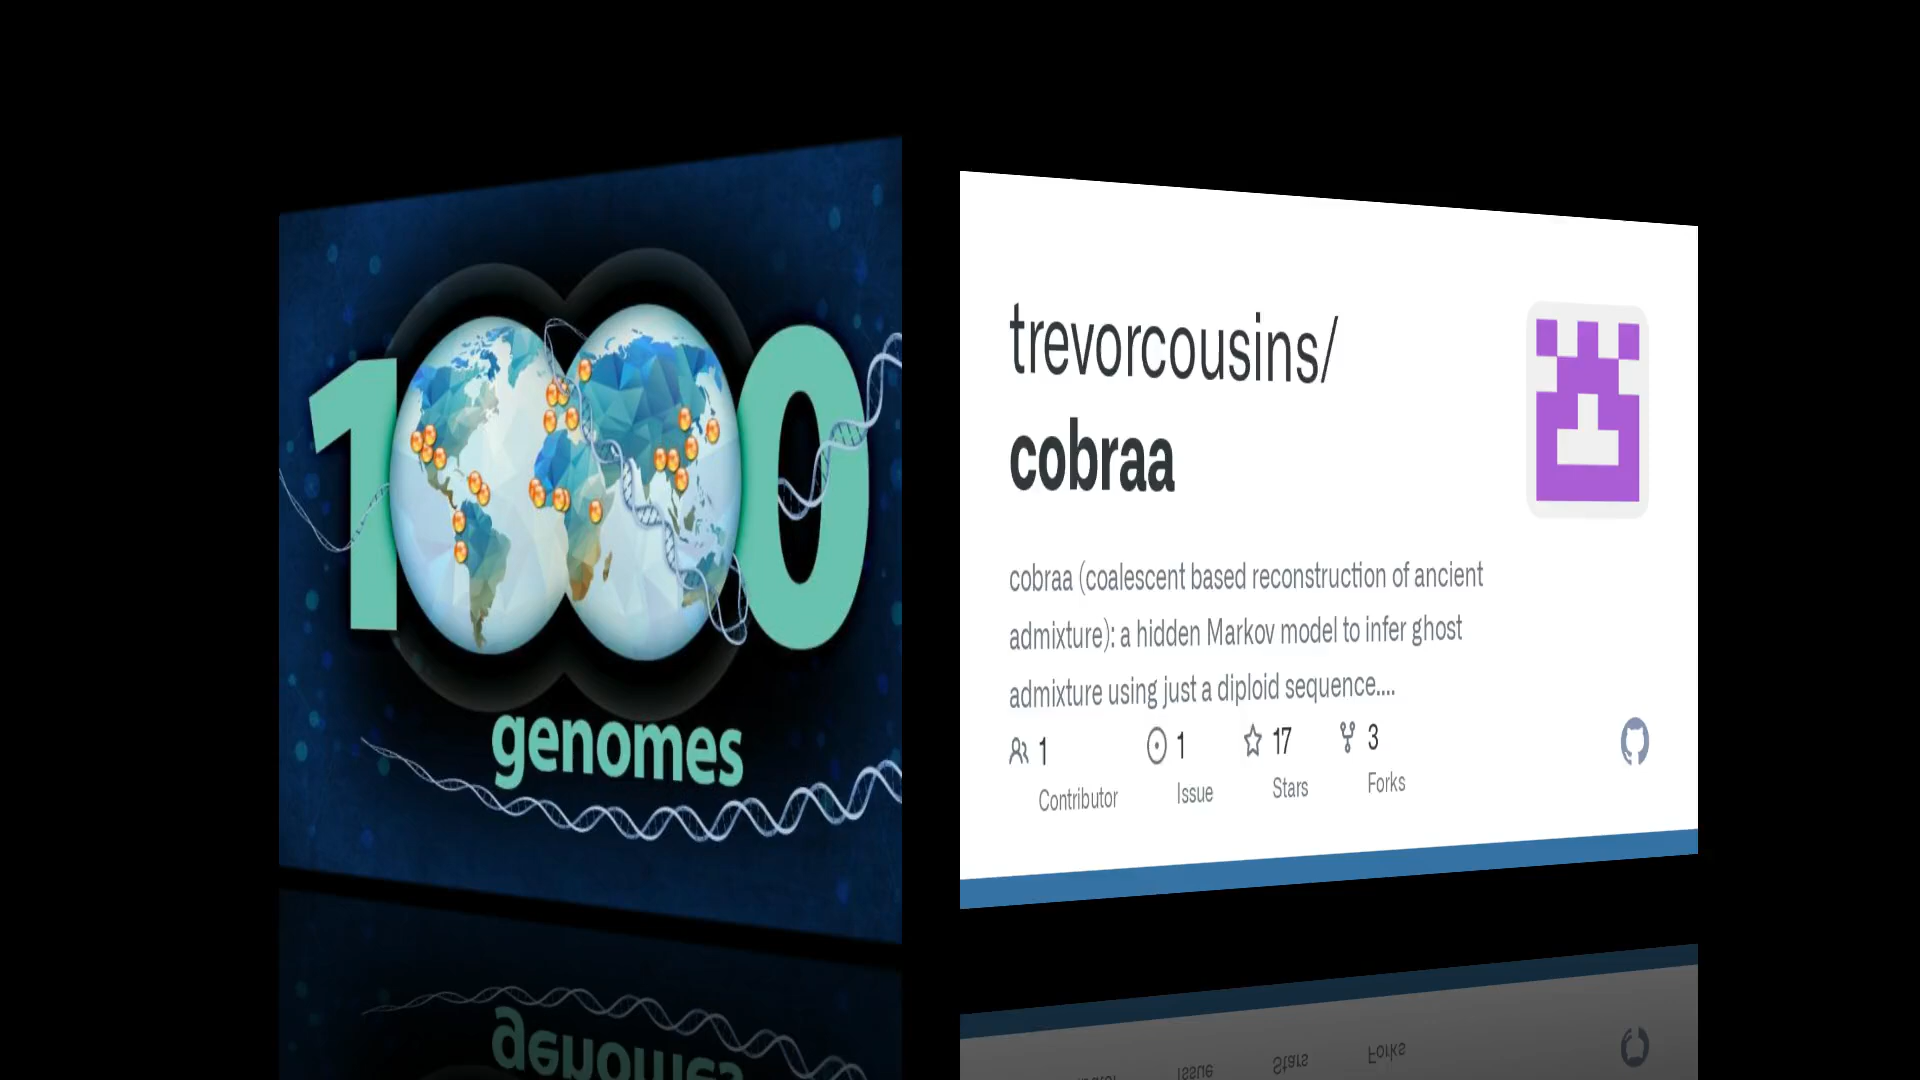 1000
genomes
trevorcousins/
cobraa
cobraa (coalescent based reconstruction of ancient
admixture): a hidden Markov model to infer ghost
admixture using just a diploid sequence....
1 1 17 3
Contributor Issue Stars Forks